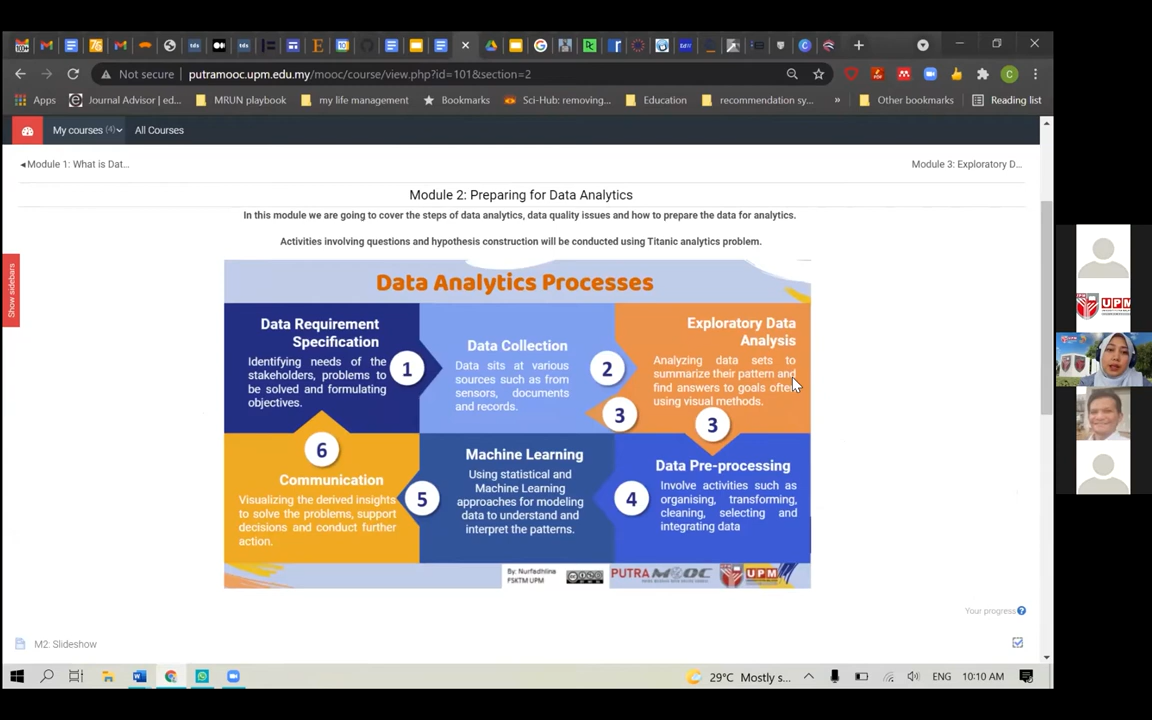 Not secure
putramooc.upm.edu.my/mooc/course/view.php?id=101&section=2
Apps
Journal Advisor | ed...
MRUN playbook
my life management
Bookmarks
Sci-Hub: removing...
Education
recommendation sy...
»
Other bookmarks
Reading list
My courses (4)
All Courses
Module 1: What is Dat...
Module 3: Exploratory D...
Module 2: Preparing for Data Analytics
In this module we are going to cover the steps of data analytics, data quality issues and how to prepare the data for analytics.
Activities involving questions and hypothesis construction will be conducted using Titanic analytics problem.
Show sidebars
Data Analytics Processes
Data Requirement
Specification
Identifying needs of the
stakeholders, problems to
be solved and formulating
objectives.
1
Data Collection
Data sits at various
sources such as from
sensors, documents
and records.
2
3
Exploratory Data
Analysis
Analyzing data sets to
summarize their pattern and
find answers to goals often
using visual methods.
3
6
Communication
Visualizing the derived insights
to solve the problems, support
decisions and conduct further
action.
5
Machine Learning
Using statistical and
Machine Learning
approaches for modeling
data to understand and
interpret the patterns.
4
Data Pre-processing
Involve activities such as
organising, transforming,
cleaning, selecting and
integrating data
By: Nurfadhlina
FSKTM UPM
PUTRA MOOC
UPM
Your progress
M2: Slideshow
29°C Mostly s...
ENG
10:10 AM
UPM